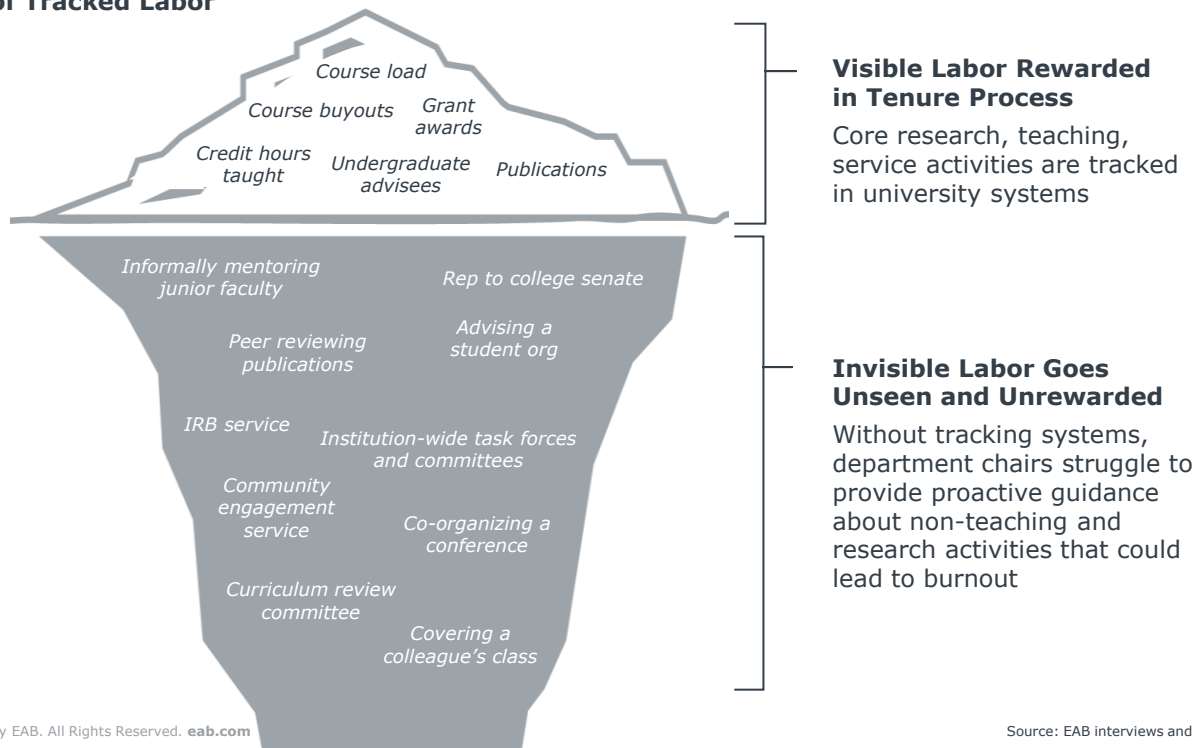 of Tracked Labor
Course load
Course buyouts
Grant
awards
Credit hours
taught
Undergraduate
advisees
Publications
Visible Labor Rewarded
in Tenure Process
Core research, teaching,
service activities are tracked
in university systems
Informally mentoring
junior faculty
Rep to college senate
Peer reviewing
publications
Advising a
student org
IRB service
Institution-wide task forces
and committees
Community
engagement
service
Co-organizing a
conference
Curriculum review
committee
Covering a
colleague's class
Invisible Labor Goes
Unseen and Unrewarded
Without tracking systems,
department chairs struggle to
provide proactive guidance
about non-teaching and
research activities that could
lead to burnout
y EAB. All Rights Reserved. eab.com
Source: EAB interviews and